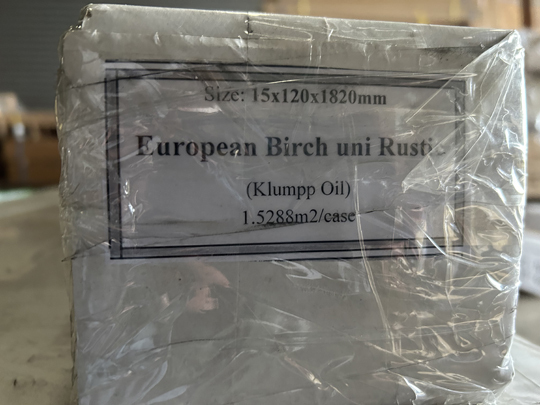 Size: 15x120x1820mm
European Birch uni Rustic
(Klumpp Oil)
1.5288m2/case